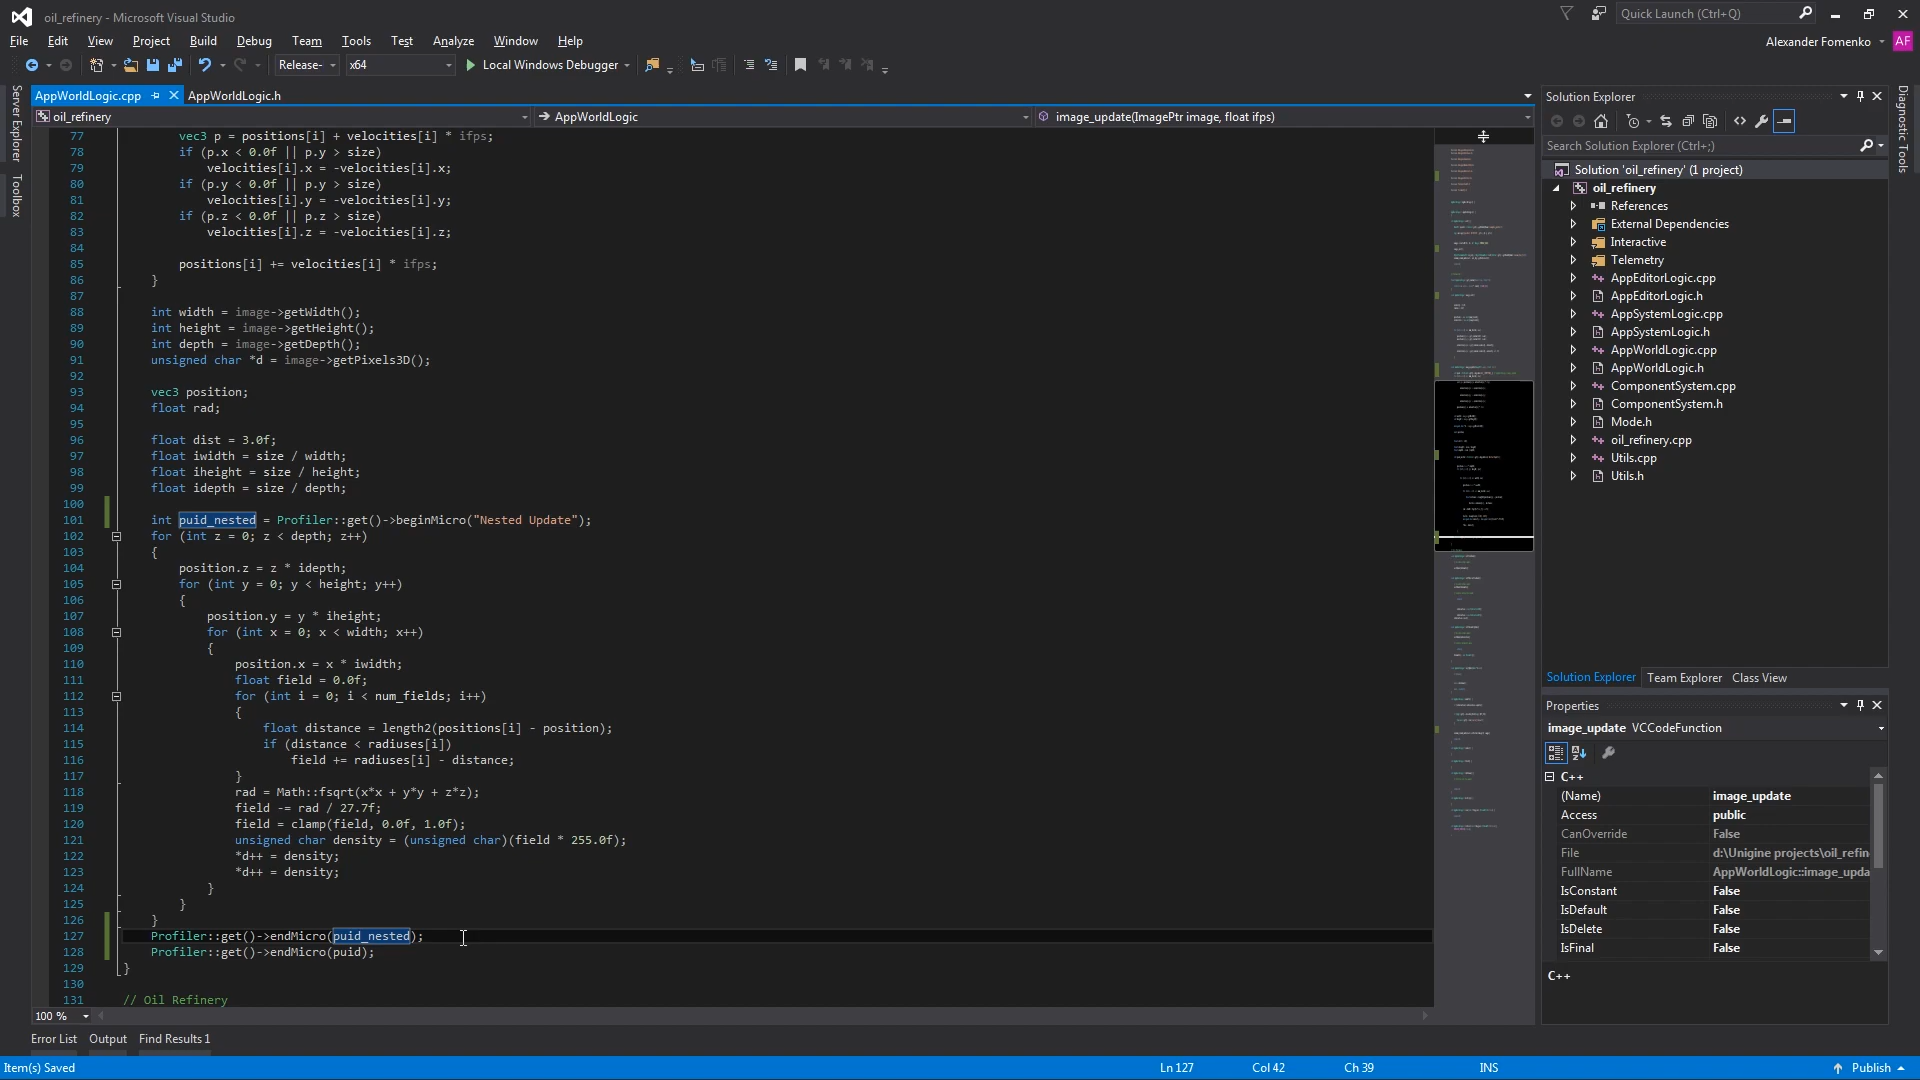 oil_refinery - Microsoft Visual Studio
Quick Launch (Ctrl+Q)
File Edit View Project Build Debug Team Tools Test Analyze Window Help
Alexander Fomenko AF
Release- x64 Local Windows Debugger
AppWorldLogic.cpp AppWorldLogic.h
oil_refinery AppWorldLogic image_update(ImagePtr image, float ifps)
Server Explorer
Toolbox
77 vec3 p = positions[i] + velocities[i] * ifps;
78 if (p.x < 0.0f || p.y > size)
79 velocities[i].x = -velocities[i].x;
80 if (p.y < 0.0f || p.y > size)
81 velocities[i].y = -velocities[i].y;
82 if (p.z < 0.0f || p.z > size)
83 velocities[i].z = -velocities[i].z;
84
85 positions[i] += velocities[i] * ifps;
86 }
87
88 int width = image->getWidth();
89 int height = image->getHeight();
90 int depth = image->getDepth();
91 unsigned char *d = image->getPixels3D();
92
93 vec3 position;
94 float rad;
95
96 float dist = 3.0f;
97 float iwidth = size / width;
98 float iheight = size / height;
99 float idepth = size / depth;
100
101 int puid_nested = Profiler::get()->beginMicro("Nested Update");
102 for (int z = 0; z < depth; z++)
103 {
104 position.z = z * idepth;
105 for (int y = 0; y < height; y++)
106 {
107 position.y = y * iheight;
108 for (int x = 0; x < width; x++)
109 {
110 position.x = x * iwidth;
111 float field = 0.0f;
112 for (int i = 0; i < num_fields; i++)
113 {
114 float distance = length2(positions[i] - position);
115 if (distance < radiuses[i])
116 field += radiuses[i] - distance;
117 }
118 rad = Math::fsqrt(x*x + y*y + z*z);
119 field -= rad / 27.7f;
120 field = clamp(field, 0.0f, 1.0f);
121 unsigned char density = (unsigned char)(field * 255.0f);
122 *d++ = density;
123 *d++ = density;
124 }
125 }
126 }
127 Profiler::get()->endMicro(puid_nested);
128 Profiler::get()->endMicro(puid);
129 }
130
131 // Oil Refinery
100 %
Error List Output Find Results 1
Item(s) Saved Ln 127 Col 42 Ch 39 INS Publish
Solution Explorer
Search Solution Explorer (Ctrl+;)
Solution 'oil_refinery' (1 project)
oil_refinery
References
External Dependencies
Interactive
Telemetry
AppEditorLogic.cpp
AppEditorLogic.h
AppSystemLogic.cpp
AppSystemLogic.h
AppWorldLogic.cpp
AppWorldLogic.h
ComponentSystem.cpp
ComponentSystem.h
Mode.h
oil_refinery.cpp
Utils.cpp
Utils.h
Solution Explorer Team Explorer Class View
Properties
image_update VCCodeFunction
C++
(Name) image_update
Access public
CanOverride False
File d:\Unigine projects\oil_refin
FullName AppWorldLogic::image_upda
IsConstant False
IsDefault False
IsDelete False
IsFinal False
C++
Diagnostic Tools